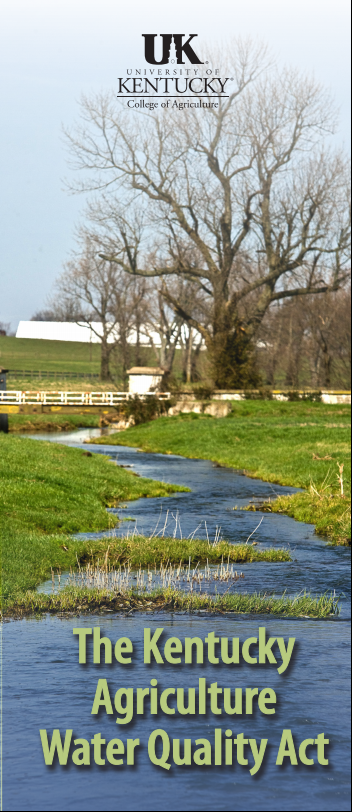 UK
UNIVERSITY OF
KENTUCKY
College of Agriculture
The Kentucky
Agriculture
Water Quality Act